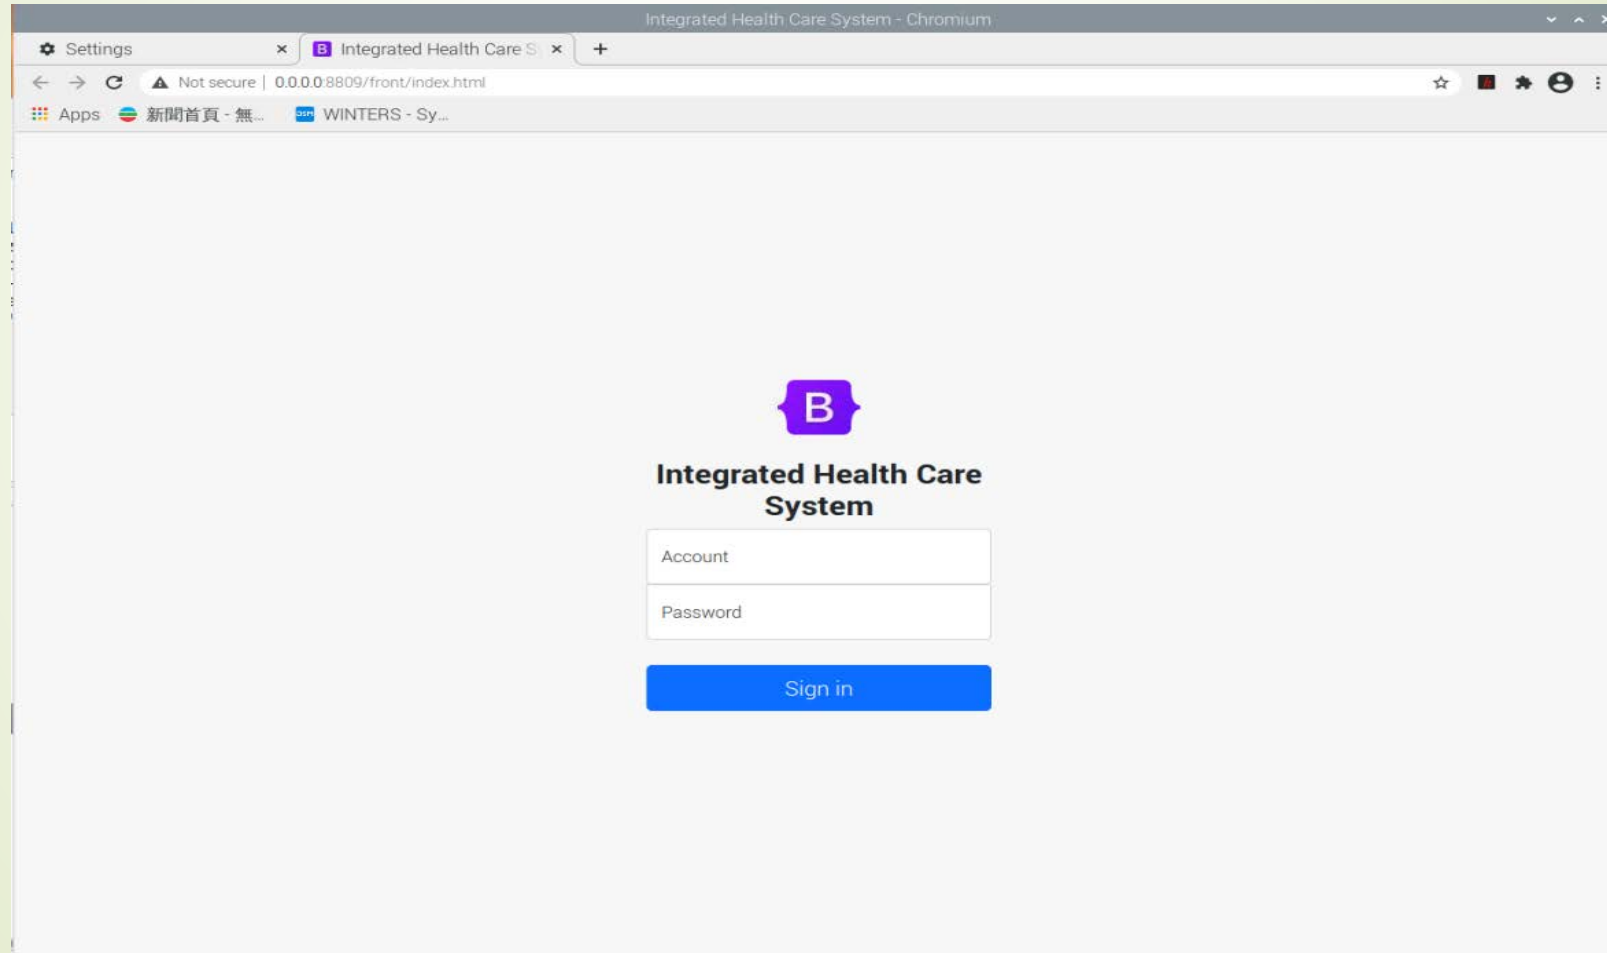 Integrated Health Care System - Chromium
Settings
B Integrated Health Care S
Not secure | 0.0.0.0:8809/front/index.html
Apps 新聞首頁 - 無... DSM WINTERS - Sy...
B
Integrated Health Care
System
Account
Password
Sign in